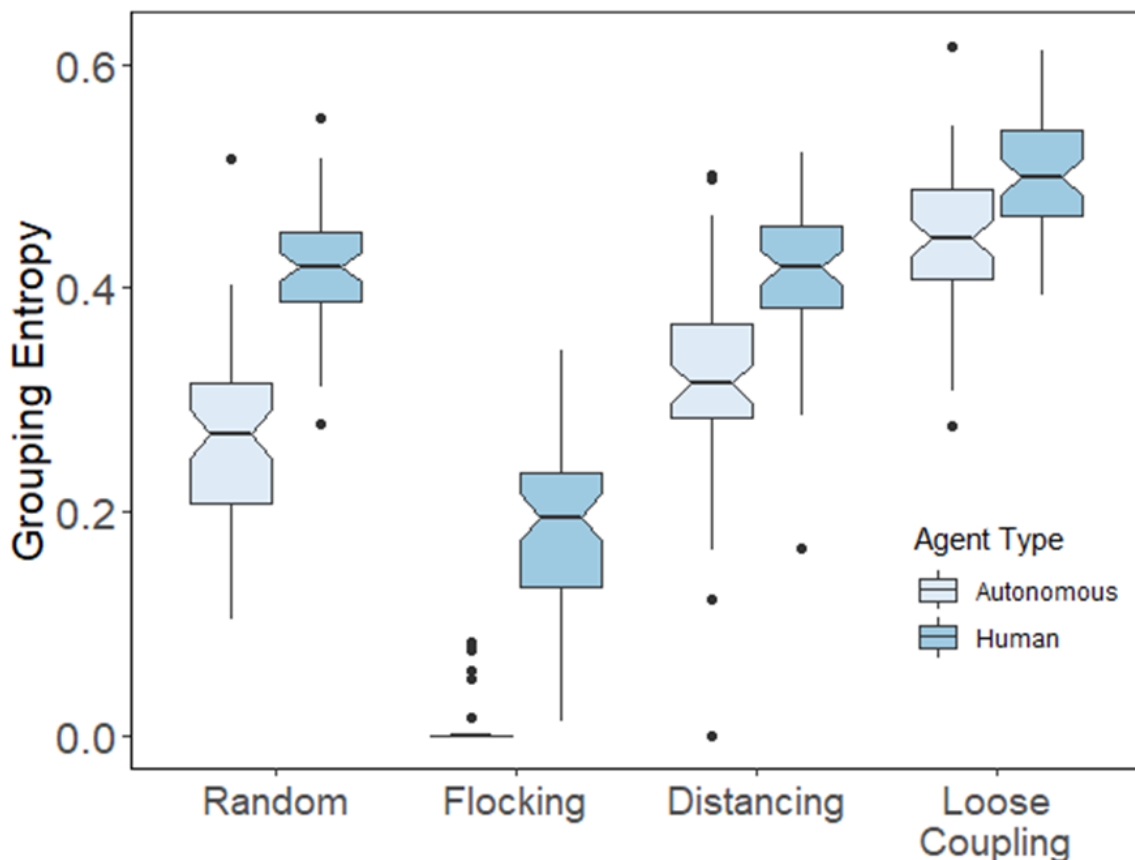 Grouping Entropy
0.6
0.4
0.2
0.0
Random
Flocking
Distancing
Loose
Coupling
Agent Type
Autonomous
Human